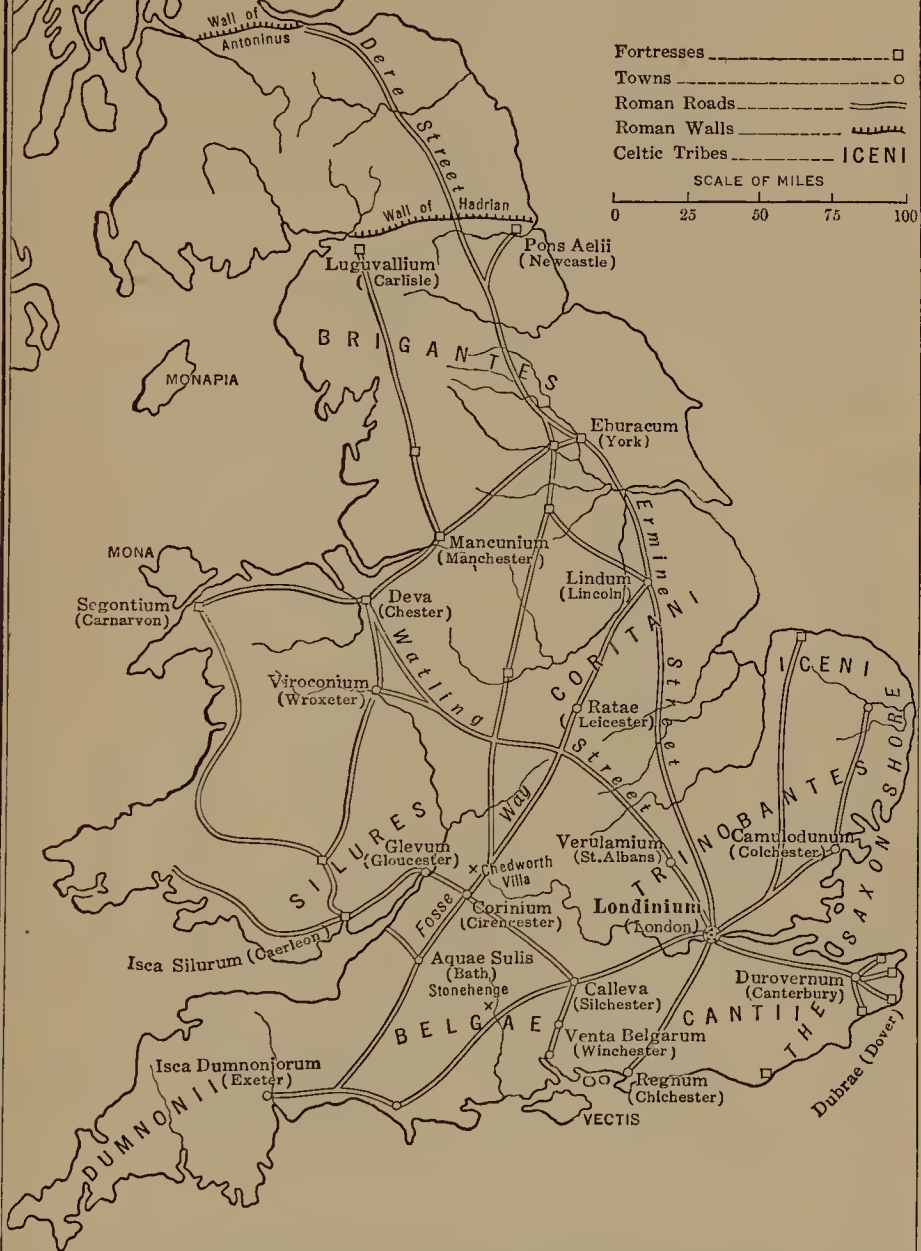 Wall of
Antoninus
Dere Street
Fortresses
Towns
Roman Roads
Roman Walls
Celtic Tribes ICENI
SCALE OF MILES
0 25 50 75 100
Wall of Hadrian
Pons Aelii
(Newcastle)
Luguvallium
(Carlisle)
BRIGANTES
MONAPIA
Eburacum
(York)
Ermine Street
MONA
Mancunium
(Manchester)
Lindum
(Lincoln)
Segontium
(Carnarvon)
Deva
(Chester)
Watling Street
CORITANI
ICENI
Viroconium
(Wroxeter)
Ratae
(Leicester)
THE SAXON SHORE
TRINOBANTES
Fosse Way
SILURES
Glevum
(Gloucester)
Verulamium
(St. Albans)
Camulodunum
(Colchester)
Chedworth
Villa
Corinium
(Cirencester)
Londinium
(London)
Isca Silurum (Caerleon)
Aquae Sulis
(Bath)
Stonehenge
Calleva
(Silchester)
Durovernum
(Canterbury)
BELGAE
CANTII
Venta Belgarum
(Winchester)
Isca Dumnoniorum
(Exeter)
Regnum
(Chichester)
Dubrae (Dover)
VECTIS
DUMNONII